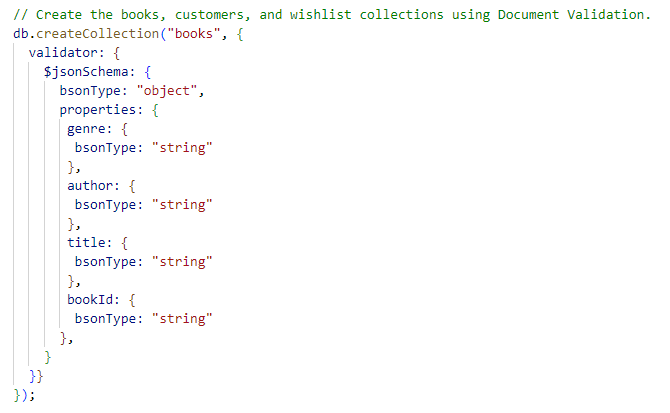 // Create the books, customers, and wishlist collections using Document Validation.
db.createCollection("books", {
  validator: {
    $jsonSchema: {
      bsonType: "object",
      properties: {
       genre: {
        bsonType: "string"
       },
       author: {
        bsonType: "string"
       },
       title: {
        bsonType: "string"
       },
       bookId: {
        bsonType: "string"
      },
    }
  }}
});